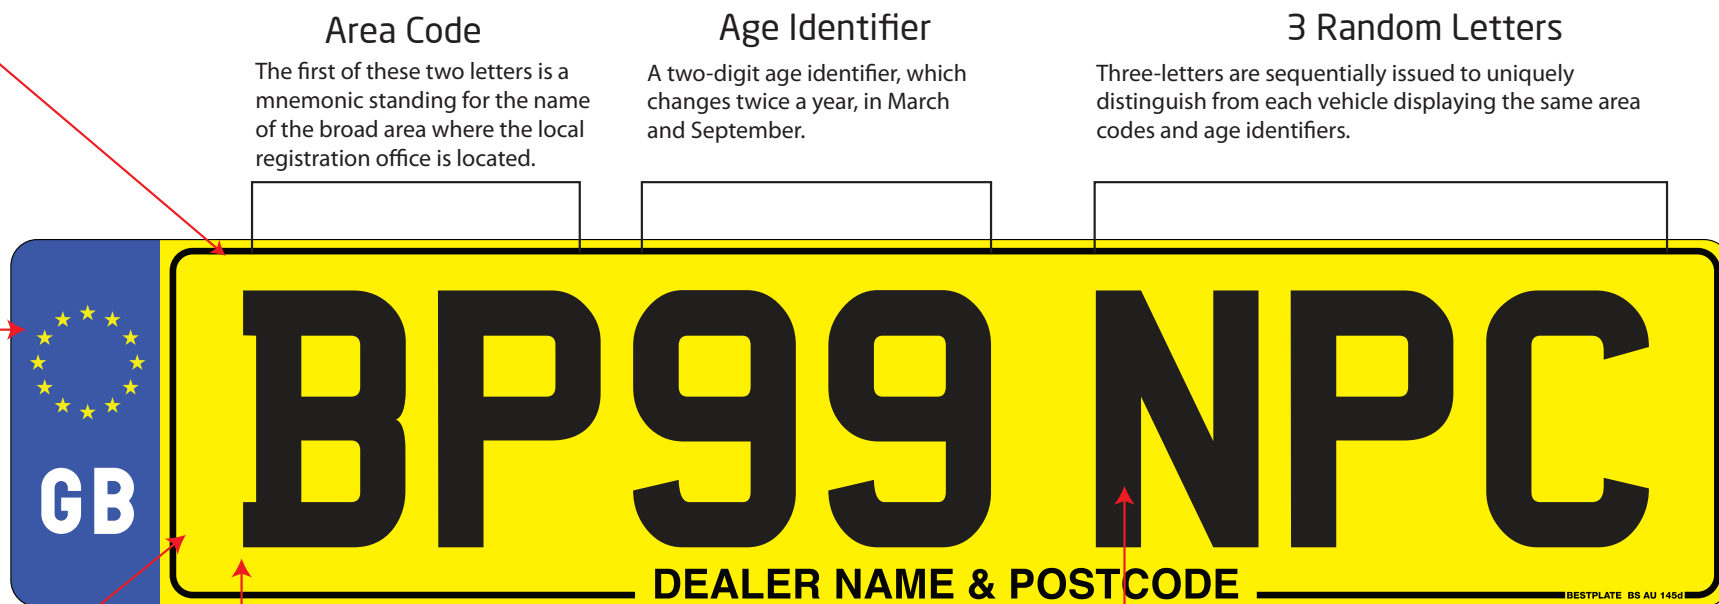 Area Code
The first of these two letters is a
mnemonic standing for the name
of the broad area where the local
registration office is located.
Age Identifier
A two-digit age identifier, which
changes twice a year, in March
and September.
3 Random Letters
Three-letters are sequentially issued to uniquely
distinguish from each vehicle displaying the same area
codes and age identifiers.
GB
BP99 NPC
DEALER NAME & POSTCODE
BESTPLATE BS AU 145d